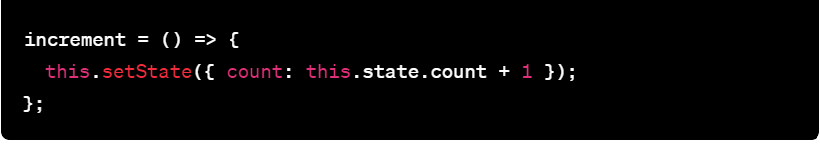 increment = () => {
  this.setState({ count: this.state.count + 1 });
};